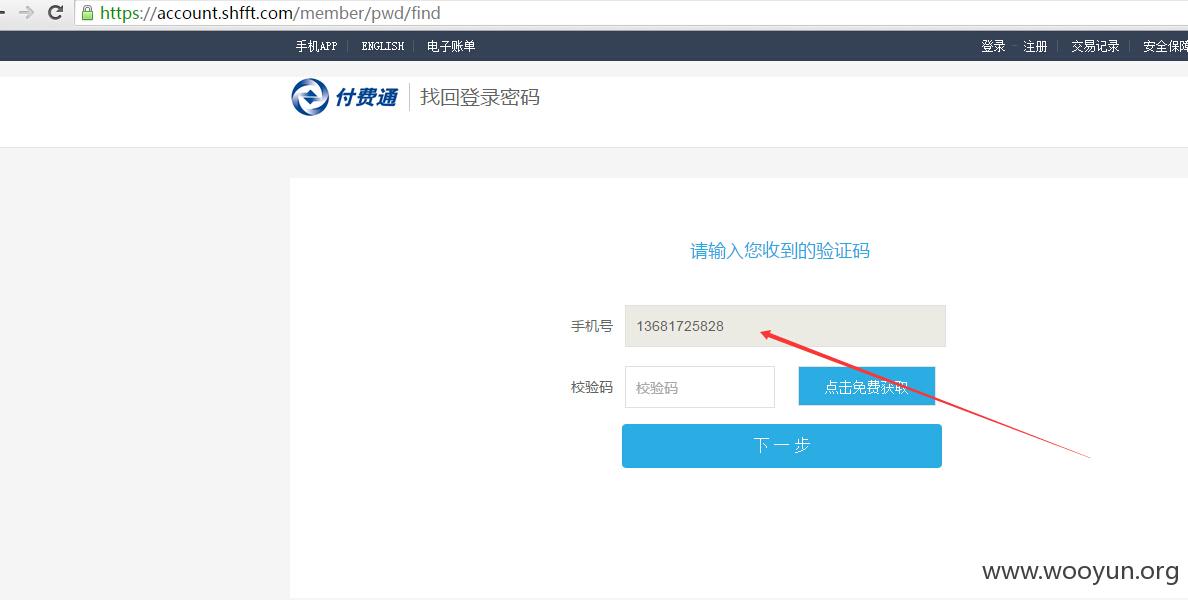 https://account.shfft.com/member/pwd/find
手机APP ENGLISH 电子账单 登录 注册 交易记录 安全保障
付费通 找回登录密码
请输入您收到的验证码
手机号 13681725828
校验码 校验码 点击免费获取
下一步
www.wooyun.org